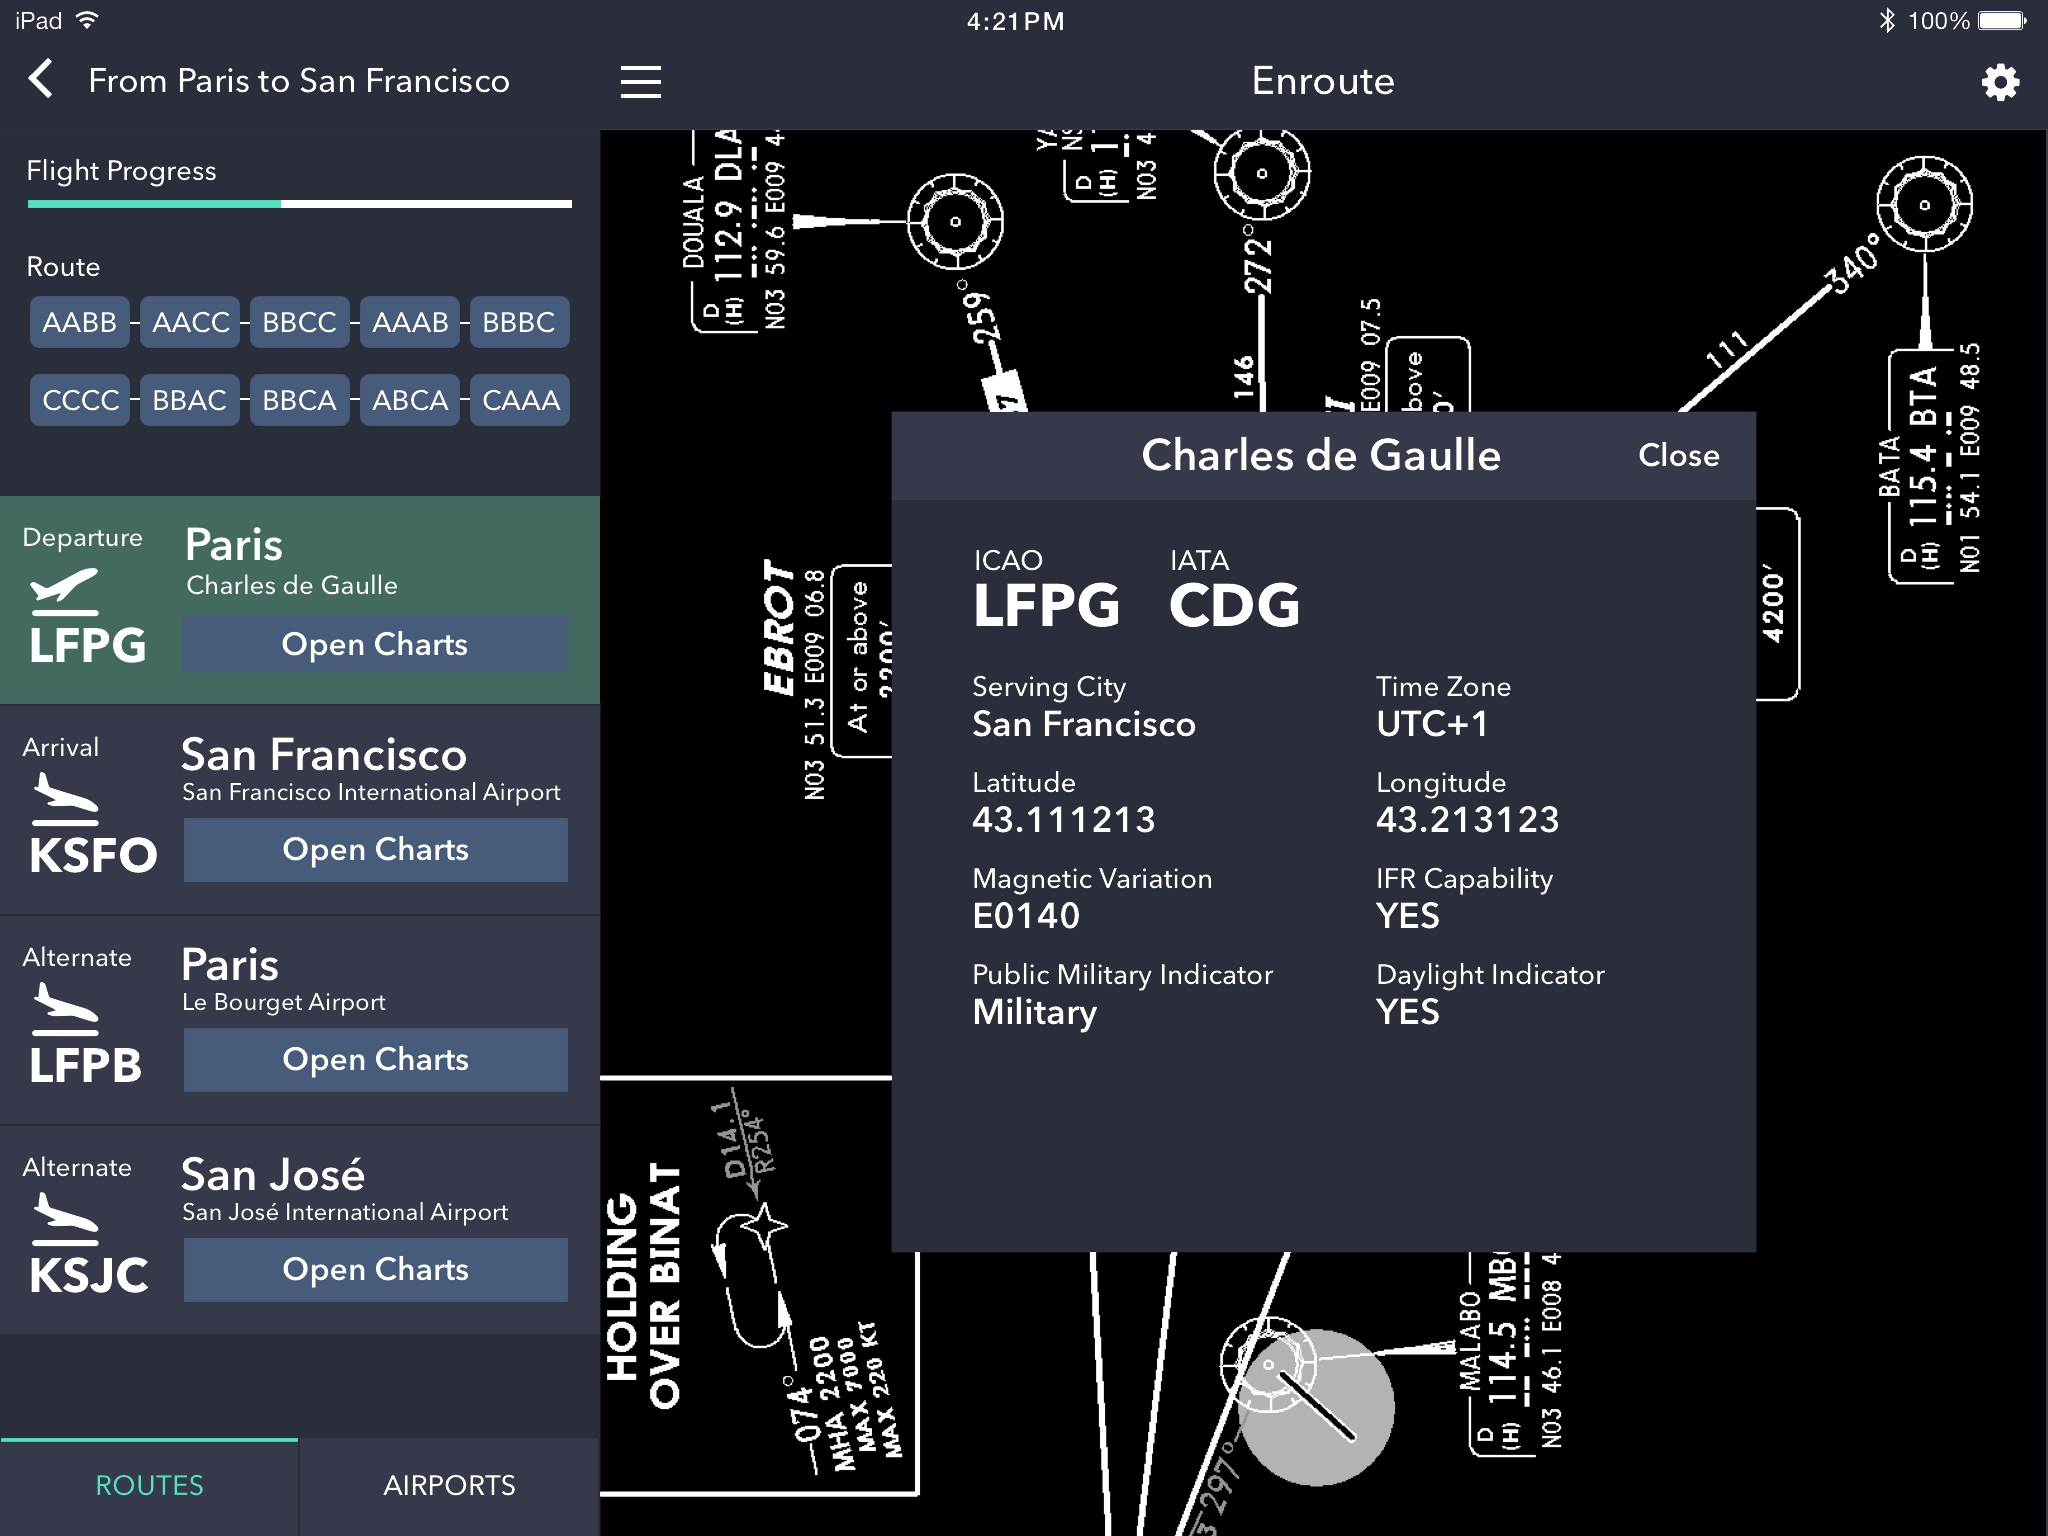 iPad
4:21PM
100%
From Paris to San Francisco
Enroute
Flight Progress
Route
AABB AACC BBCC AAAB BBBC
CCCC BBAC BBCA ABCA CAAA
Departure
Paris
Charles de Gaulle
LFPG
Open Charts
Arrival
San Francisco
San Francisco International Airport
KSFO
Open Charts
Alternate
Paris
Le Bourget Airport
LFPB
Open Charts
Alternate
San José
San José International Airport
KSJC
Open Charts
ROUTES
AIRPORTS
DOUALA
D
(H)
112.9 DLA
N03 59.6 E009 4
259°
D
(H)
N03 4
272°
146
E009 07.5
340°
111
BATA
D
(H)
115.4 BTA
N01 54.1 E009 48.5
4200'
EBROT
N03 51.3 E009 06.8
At or above
Charles de Gaulle
Close
ICAO
LFPG
IATA
CDG
Serving City
San Francisco
Time Zone
UTC+1
Latitude
43.111213
Longitude
43.213123
Magnetic Variation
E0140
IFR Capability
YES
Public Military Indicator
Military
Daylight Indicator
YES
HOLDING
OVER BINAT
D14.1
R254°
074°
MHA 2200
MAX 7000
MAX 220 KT
297°
MALABO
D
(H)
114.5
N03 46.1 E008 4